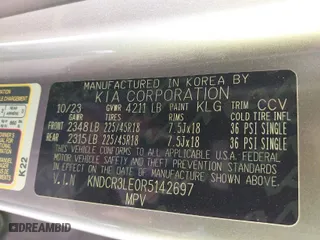 MANUFACTURED IN KOREA BY
KIA CORPORATION
10/23 GVWR 4211 LB PAINT KLG TRIM CCV
GAWR TIRES RIMS COLD TIRE INFL
FRONT 2348LB 225/45R18 7.5Jx18 36 PSI SINGLE
REAR 2315LB 225/45R18 7.5Jx18 36 PSI SINGLE
THIS VEHICLE CONFORMS TO ALL APPLICABLE U.S.A. FEDERAL
MOTOR VEHICLE SAFETY, BUMPER, AND THEFT PREVENTION
STANDARDS IN EFFECT ON THE DATE OF MANUFACTURE SHOWN ABOVE.
V.I.N KNDCR3LE0R5142697
MPV
K22
DREAMBID